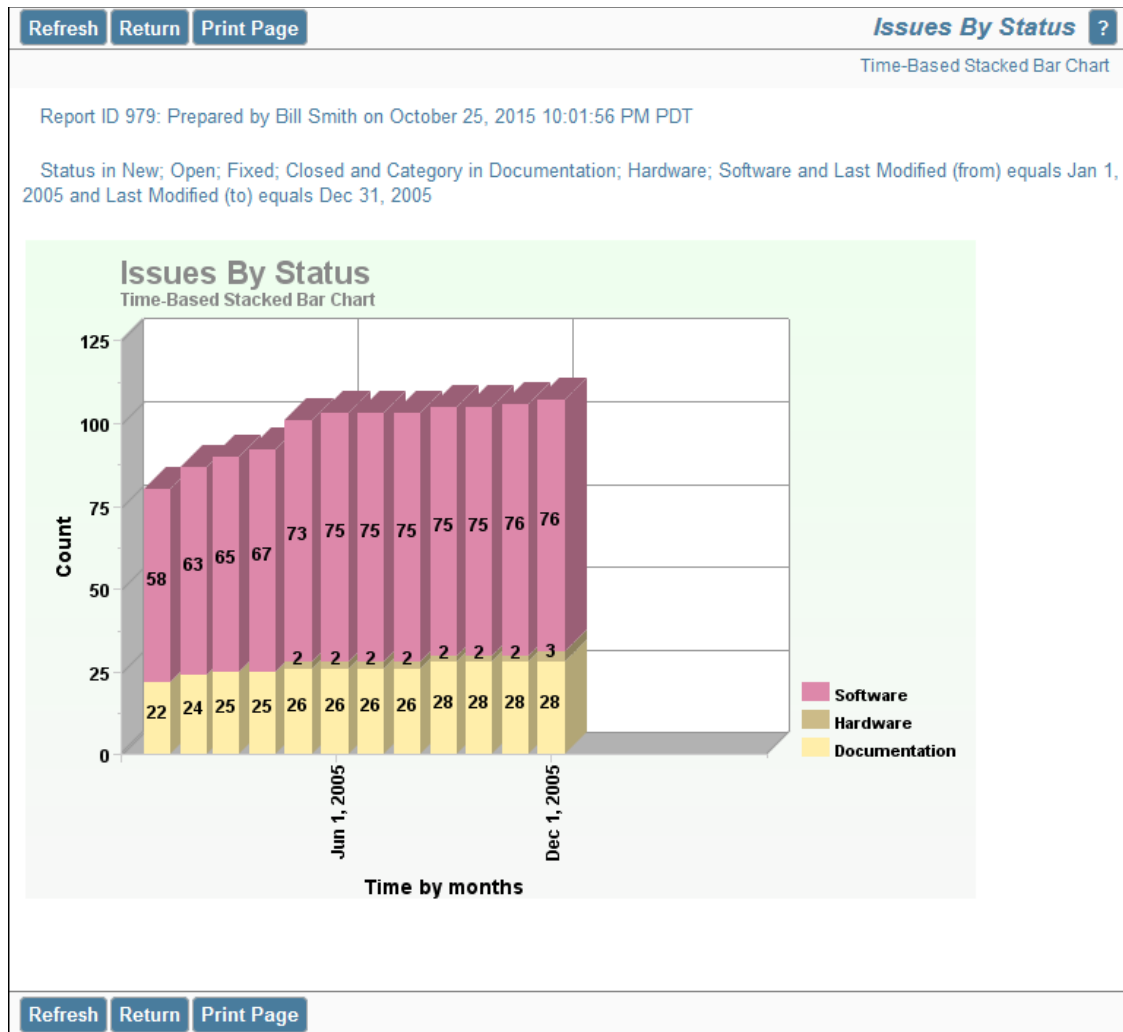 Refresh Return Print Page Issues By Status ?
Time-Based Stacked Bar Chart
Report ID 979: Prepared by Bill Smith on October 25, 2015 10:01:56 PM PDT
Status in New; Open; Fixed; Closed and Category in Documentation; Hardware; Software and Last Modified (from) equals Jan 1,
2005 and Last Modified (to) equals Dec 31, 2005
Issues By Status
Time-Based Stacked Bar Chart
125
100
75
50
25
0
Count
58 63 65 67 73 75 75 75 75 75 76 76
2 2 2 2 2 2 2 3
22 24 25 25 26 26 26 26 28 28 28 28
Software
Hardware
Documentation
Jun 1, 2005
Dec 1, 2005
Time by months
Refresh Return Print Page